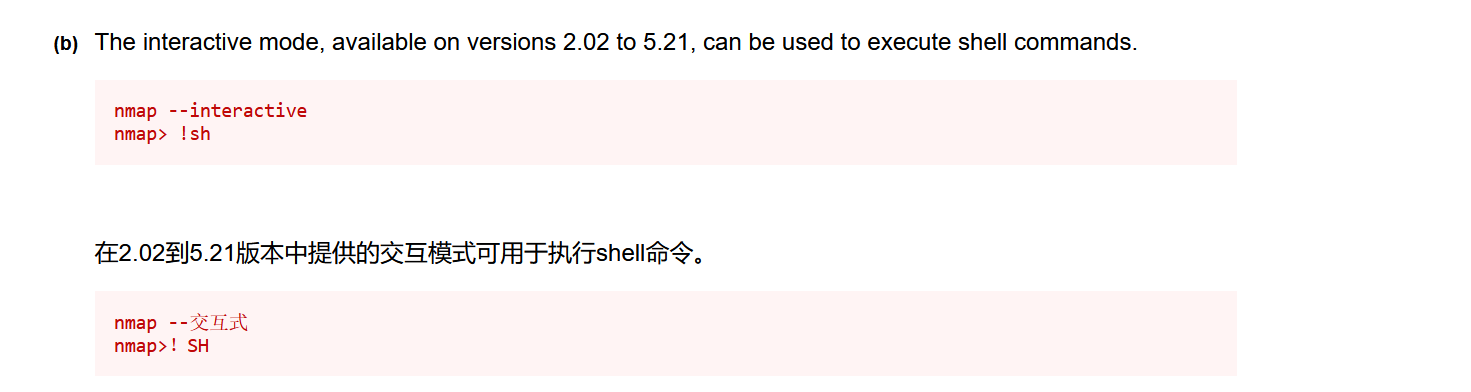 (b) The interactive mode, available on versions 2.02 to 5.21, can be used to execute shell commands.
nmap --interactive
nmap> !sh
在2.02到5.21版本中提供的交互模式可用于执行shell命令。
nmap --交互式
nmap>！SH